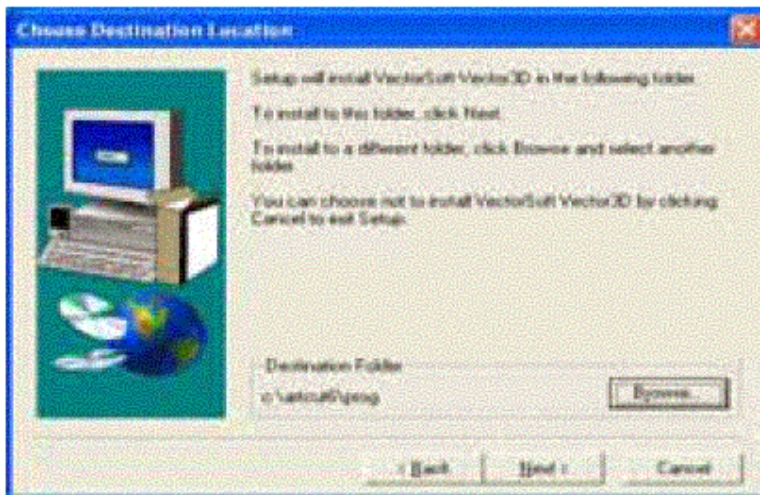 Choose Destination Location
Setup will install VectorSoft Vector3D in the following folder.
To install to this folder, click Next.
To install to a different folder, click Browse and select another
folder.
You can choose not to install VectorSoft Vector3D by clicking
Cancel to exit Setup.
Destination Folder
c:\artcut6\prog
Browse...
< Back
Next >
Cancel